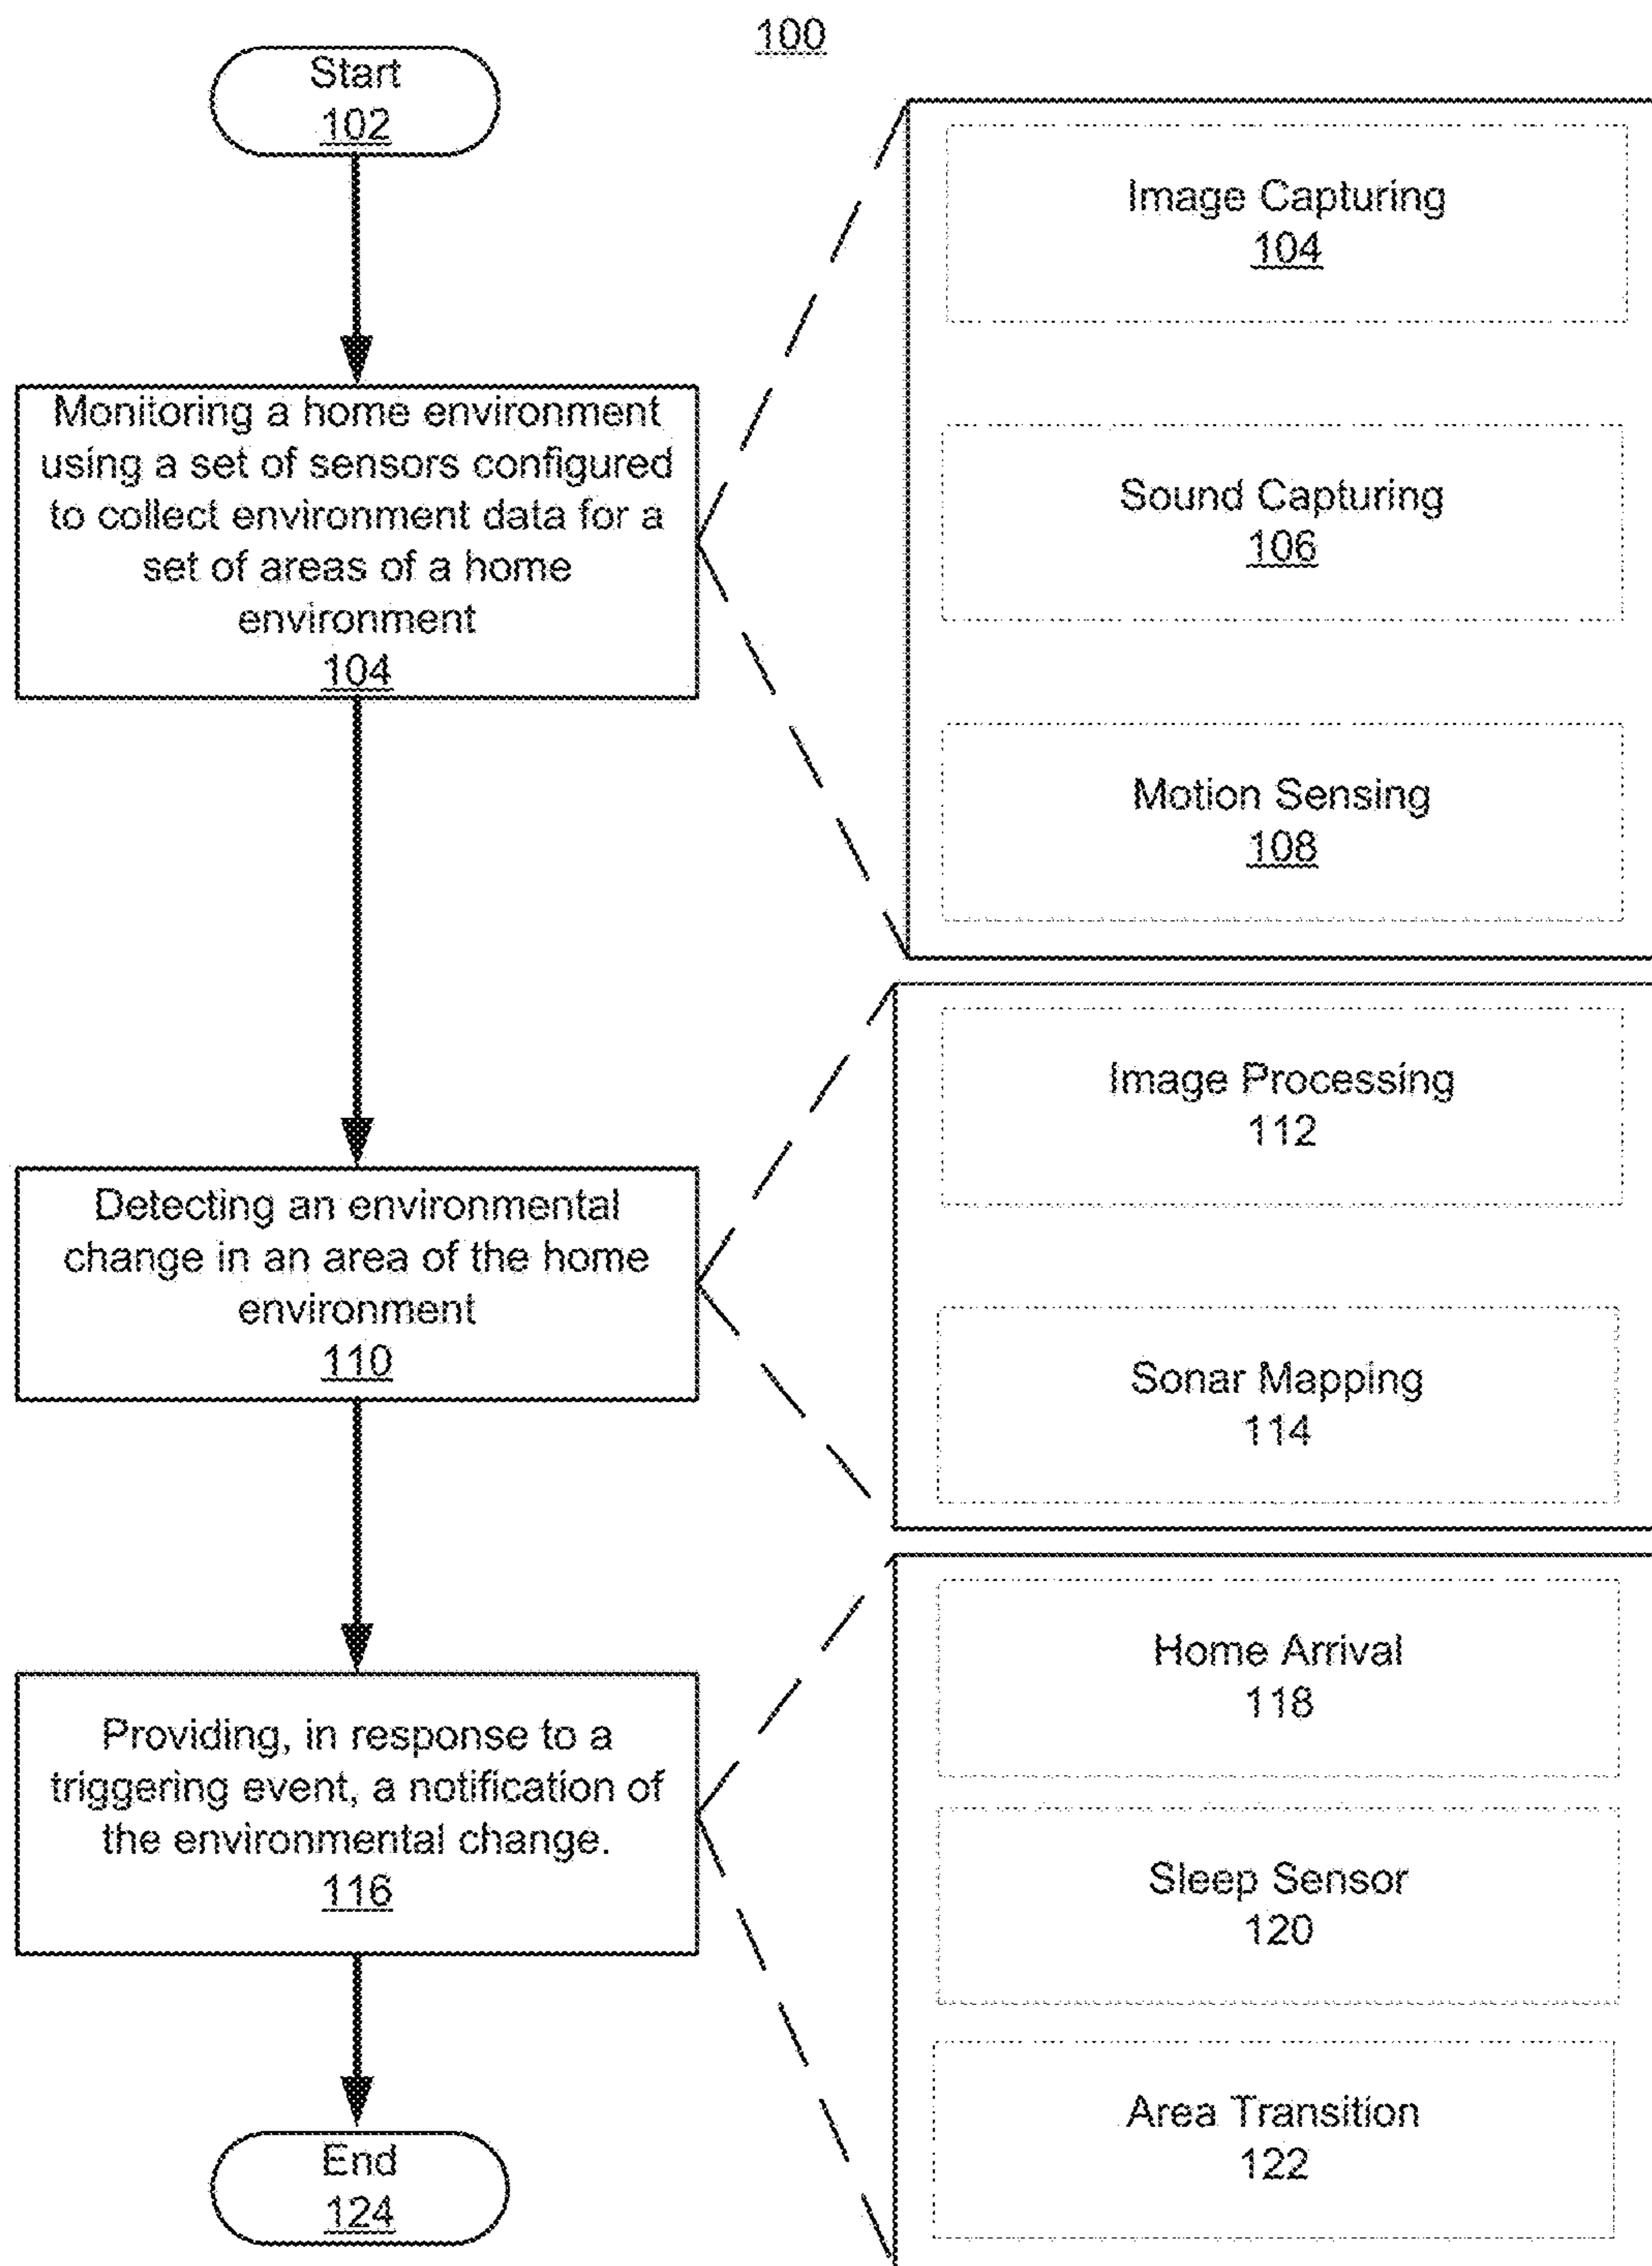 100
Start
102
Monitoring a home environment
using a set of sensors configured
to collect environment data for a
set of areas of a home
environment
104
Image Capturing
104
Sound Capturing
106
Motion Sensing
108
Detecting an environmental
change in an area of the home
environment
110
Image Processing
112
Sonar Mapping
114
Providing, in response to a
triggering event, a notification of
the environmental change.
116
Home Arrival
118
Sleep Sensor
120
Area Transition
122
End
124